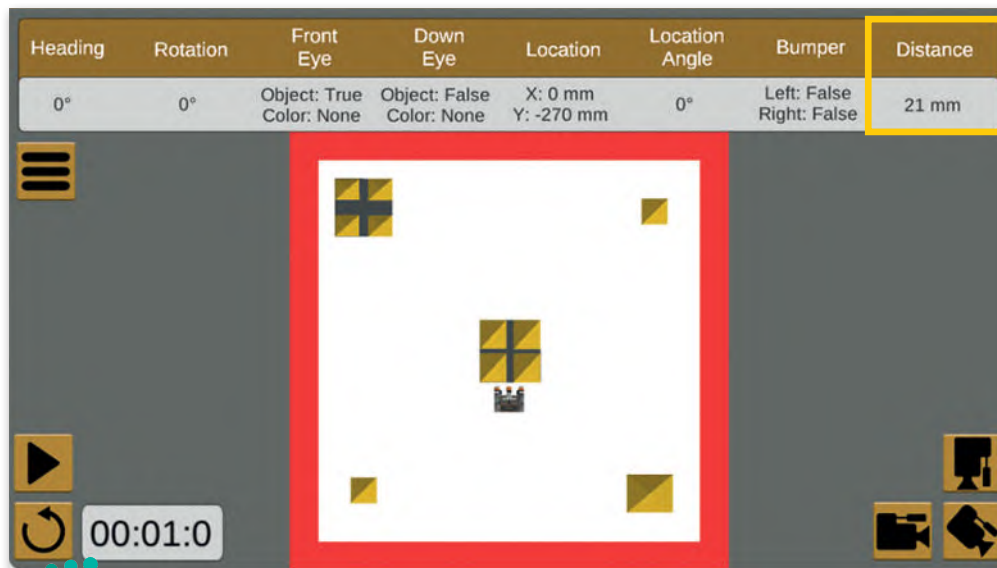 Heading Rotation Front Eye Down Eye Location Location Angle Bumper Distance
0° 0° Object: True Color: None Object: False Color: None X: 0 mm Y: -270 mm 0° Left: False Right: False 21 mm
00:01:0